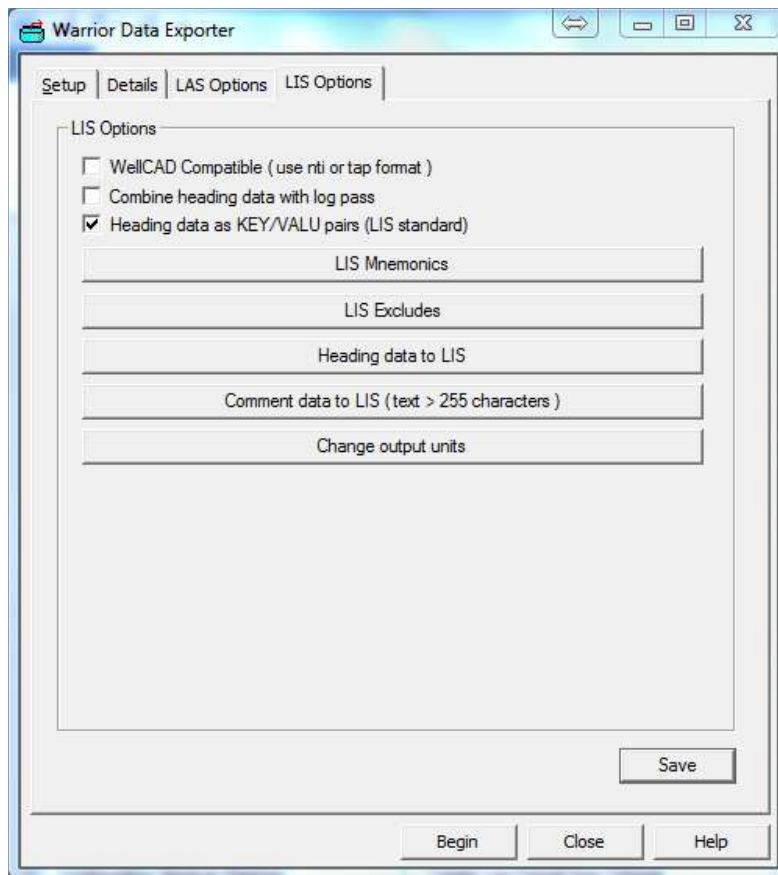 Warrior Data Exporter
Setup Details LAS Options LIS Options
LIS Options
WellCAD Compatible ( use nti or tap format )
Combine heading data with log pass
Heading data as KEY/VALU pairs (LIS standard)
LIS Mnemonics
LIS Excludes
Heading data to LIS
Comment data to LIS ( text > 255 characters )
Change output units
Save
Begin Close Help